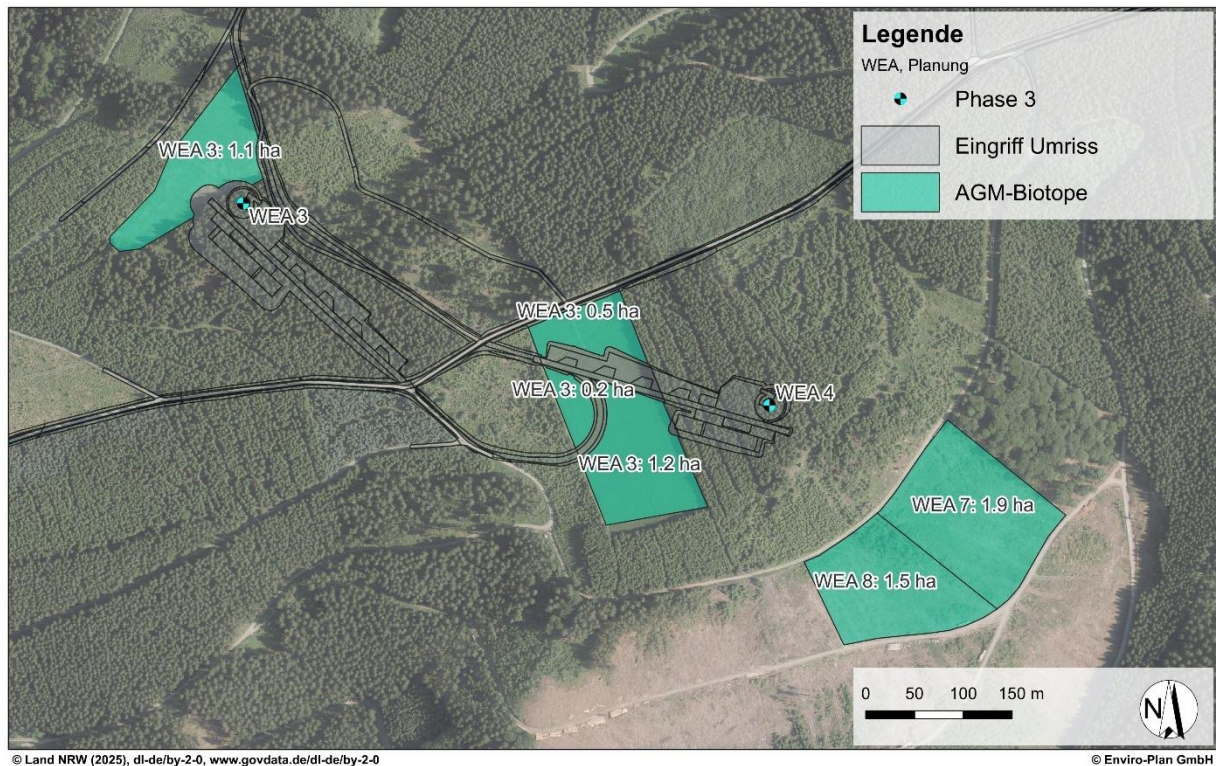 Legende
WEA, Planung
Phase 3
Eingriff Umriss
AGM-Biotope
WEA 3: 1.1 ha
WEA 3
WEA 3: 0.5 ha
WEA 3: 0.2 ha
WEA 4
WEA 3: 1.2 ha
WEA 7: 1.9 ha
WEA 8: 1.5 ha
0 50 100 150 m
N
© Land NRW (2025), dl-de/by-2-0, www.govdata.de/dl-de/by-2-0
© Enviro-Plan GmbH